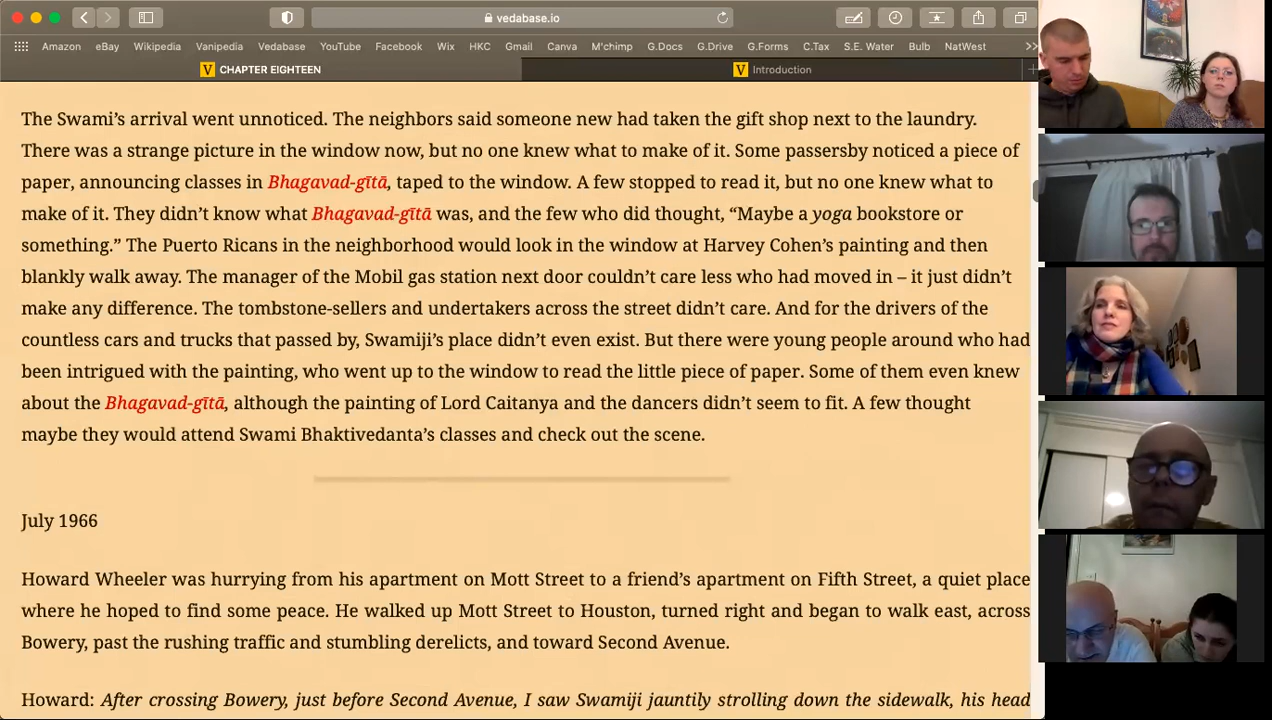 vedabase.io
Amazon eBay Wikipedia Vanipedia Vedabase YouTube Facebook Wix HKC Gmail Canva M'chimp G.Docs G.Drive G.Forms C.Tax S.E. Water Bulb NatWest >>
V CHAPTER EIGHTEEN V Introduction +
The Swami’s arrival went unnoticed. The neighbors said someone new had taken the gift shop next to the laundry.
There was a strange picture in the window now, but no one knew what to make of it. Some passersby noticed a piece of
paper, announcing classes in Bhagavad-gītā, taped to the window. A few stopped to read it, but no one knew what to
make of it. They didn’t know what Bhagavad-gītā was, and the few who did thought, “Maybe a yoga bookstore or
something.” The Puerto Ricans in the neighborhood would look in the window at Harvey Cohen’s painting and then
blankly walk away. The manager of the Mobil gas station next door couldn’t care less who had moved in – it just didn’t
make any difference. The tombstone-sellers and undertakers across the street didn’t care. And for the drivers of the
countless cars and trucks that passed by, Swamiji’s place didn’t even exist. But there were young people around who had
been intrigued with the painting, who went up to the window to read the little piece of paper. Some of them even knew
about the Bhagavad-gītā, although the painting of Lord Caitanya and the dancers didn’t seem to fit. A few thought
maybe they would attend Swami Bhaktivedanta’s classes and check out the scene.
July 1966
Howard Wheeler was hurrying from his apartment on Mott Street to a friend’s apartment on Fifth Street, a quiet place
where he hoped to find some peace. He walked up Mott Street to Houston, turned right and began to walk east, across
Bowery, past the rushing traffic and stumbling derelicts, and toward Second Avenue.
Howard: After crossing Bowery, just before Second Avenue, I saw Swamiji jauntily strolling down the sidewalk, his head